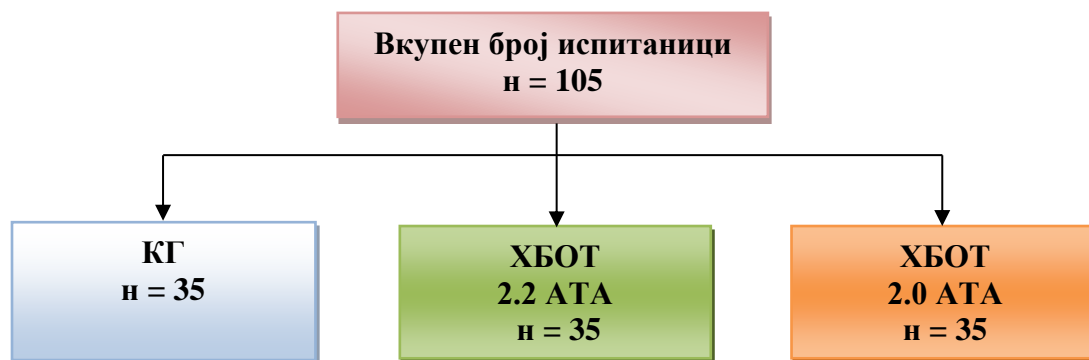 Вкупен број испитаници
н = 105
КГ
н = 35
ХБОТ
2.2 АТА
н = 35
ХБОТ
2.0 АТА
н = 35